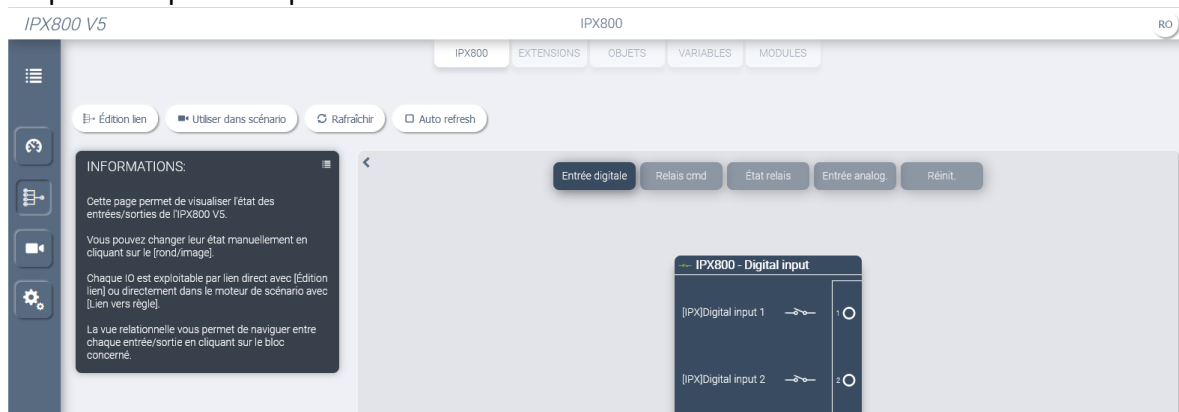 IPX800 V5
IPX800
RO
IPX800 EXTENSIONS OBJETS VARIABLES MODULES
Édition lien Utiliser dans scénario Rafraîchir Auto refresh
INFORMATIONS:
Cette page permet de visualiser l'état des
entrées/sorties de l'IPX800 V5.
Vous pouvez changer leur état manuellement en
cliquant sur le [rond/image].
Chaque IO est exploitable par lien direct avec [Édition
lien] ou directement dans le moteur de scénario avec
[Lien vers règle].
La vue relationnelle vous permet de naviguer entre
chaque entrée/sortie en cliquant sur le bloc
concerné.
Entrée digitale Relais cmd État relais Entrée analog. Réinit.
IPX800 - Digital input
[IPX]Digital input 1 1
[IPX]Digital input 2 2